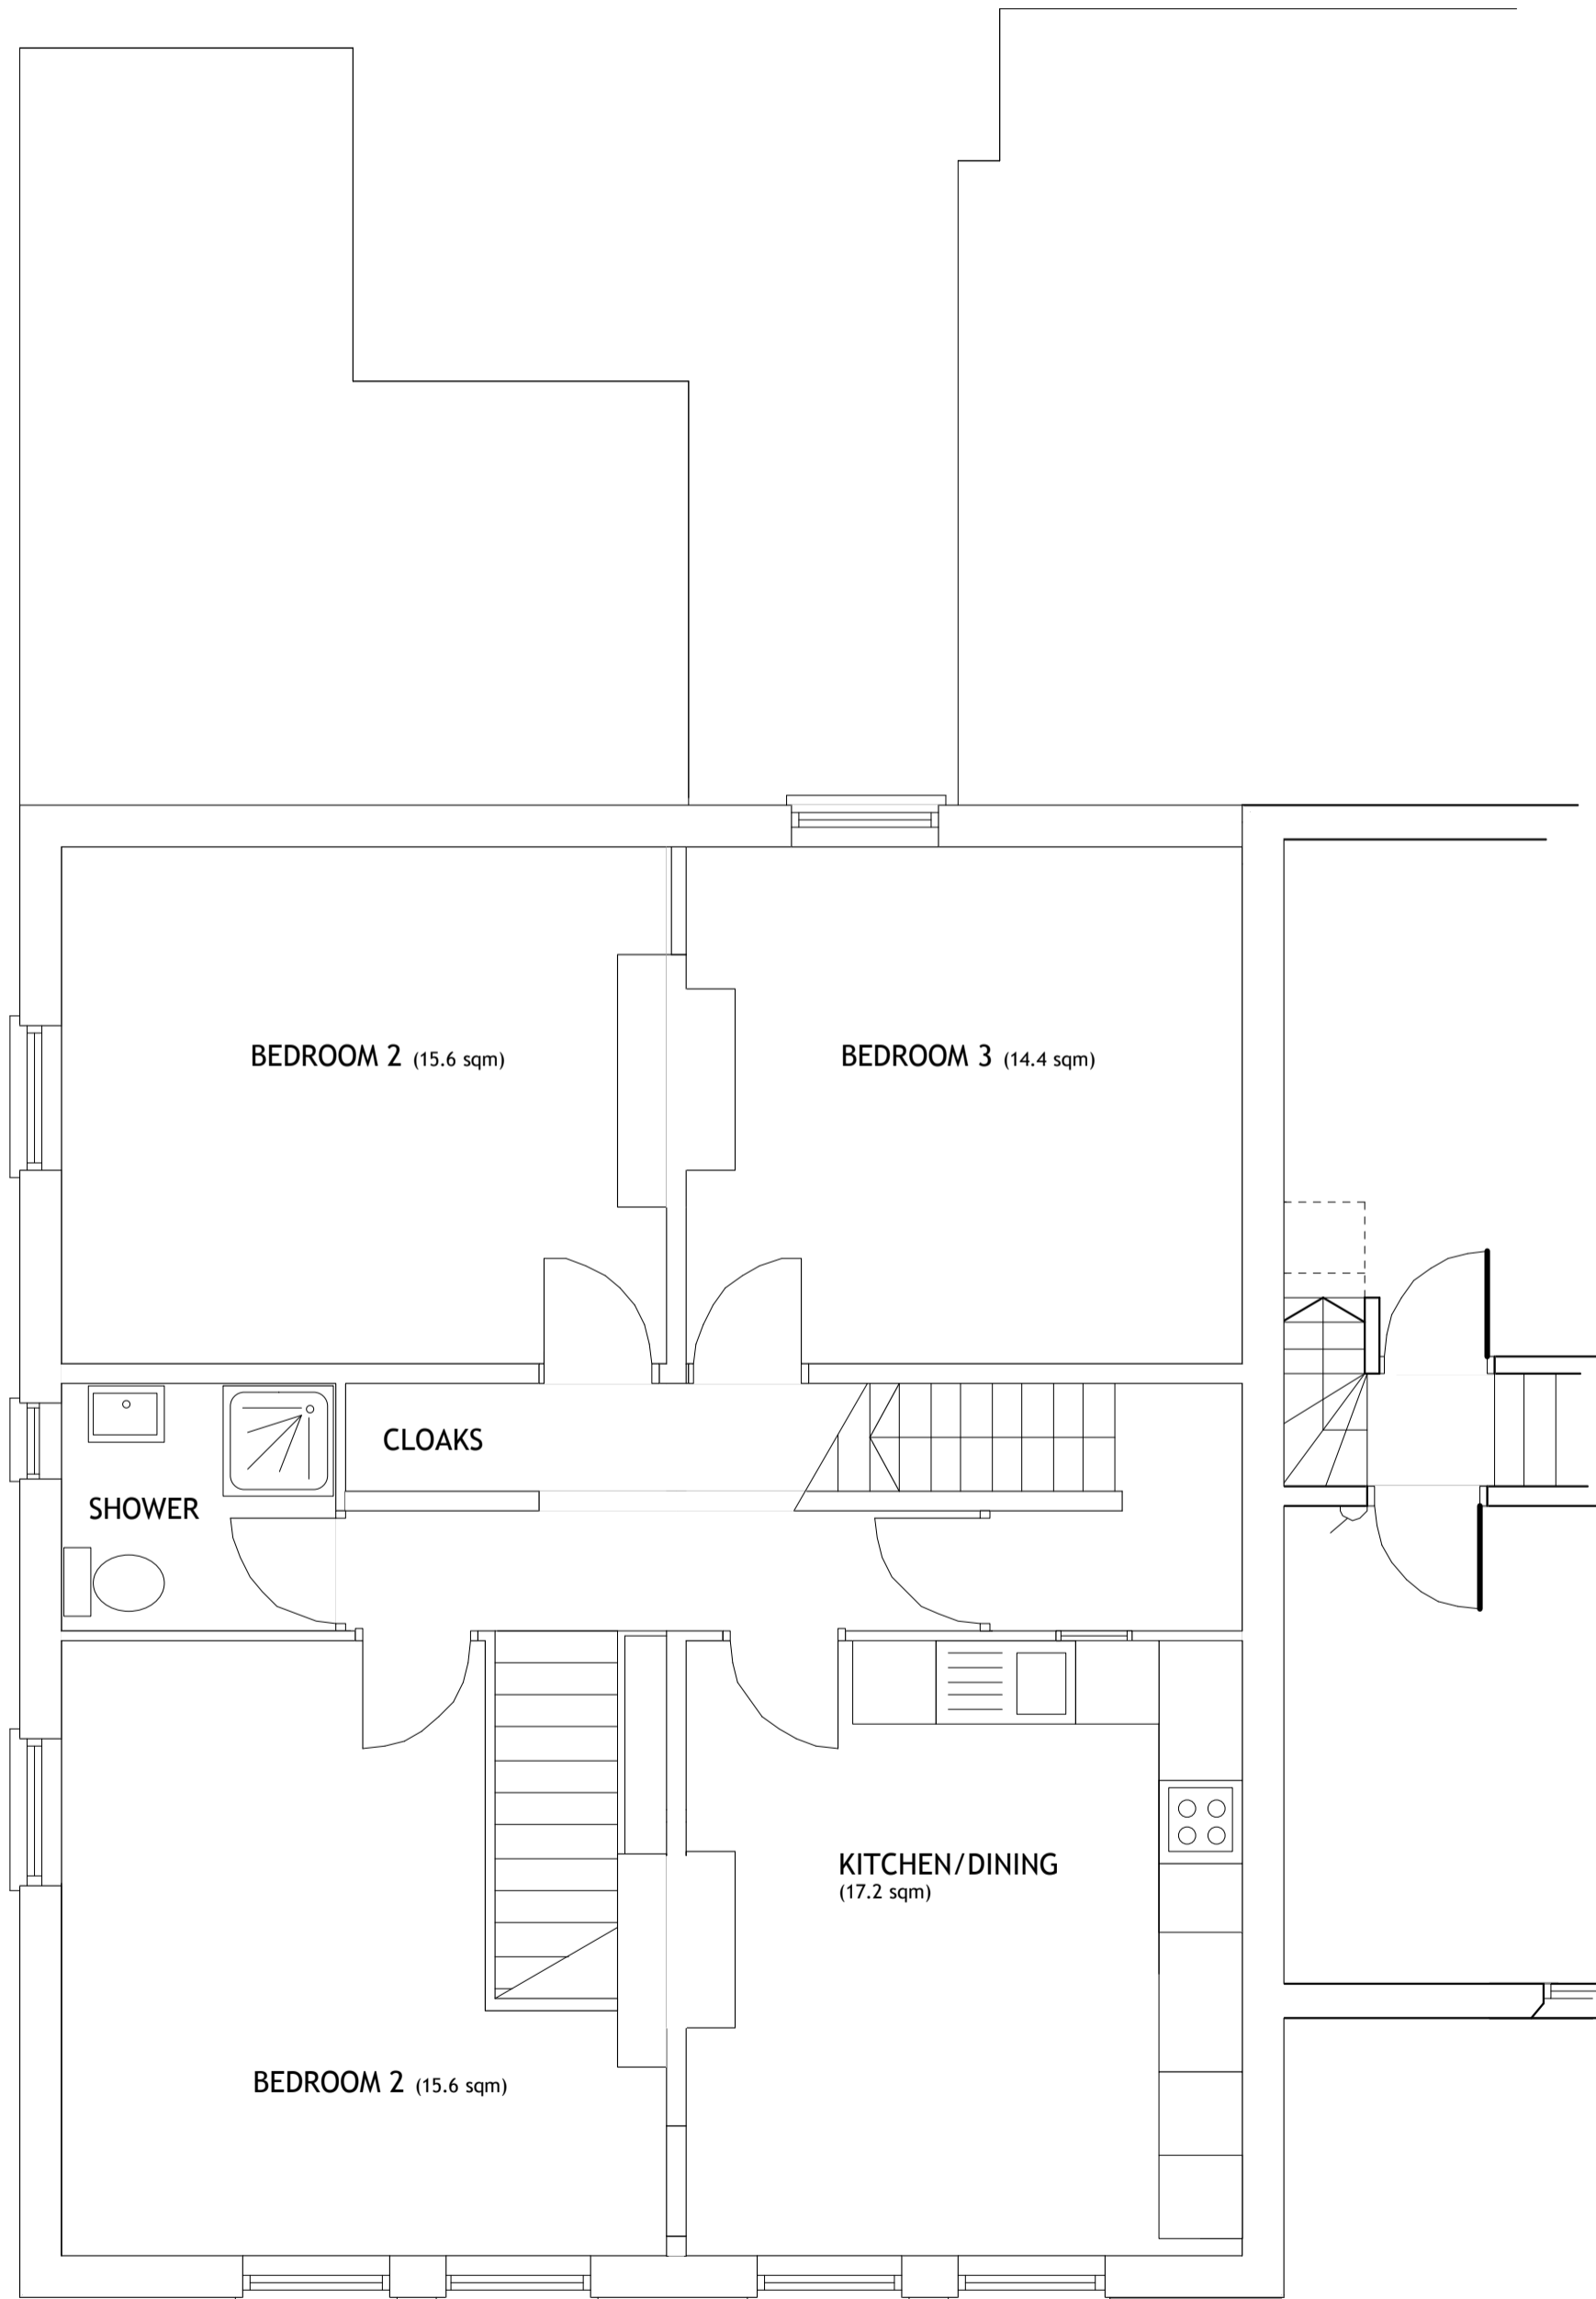 BEDROOM 2 (15.6 sqm)
BEDROOM 3 (14.4 sqm)
CLOAKS
SHOWER
KITCHEN/DINING
(17.2 sqm)
BEDROOM 2 (15.6 sqm)